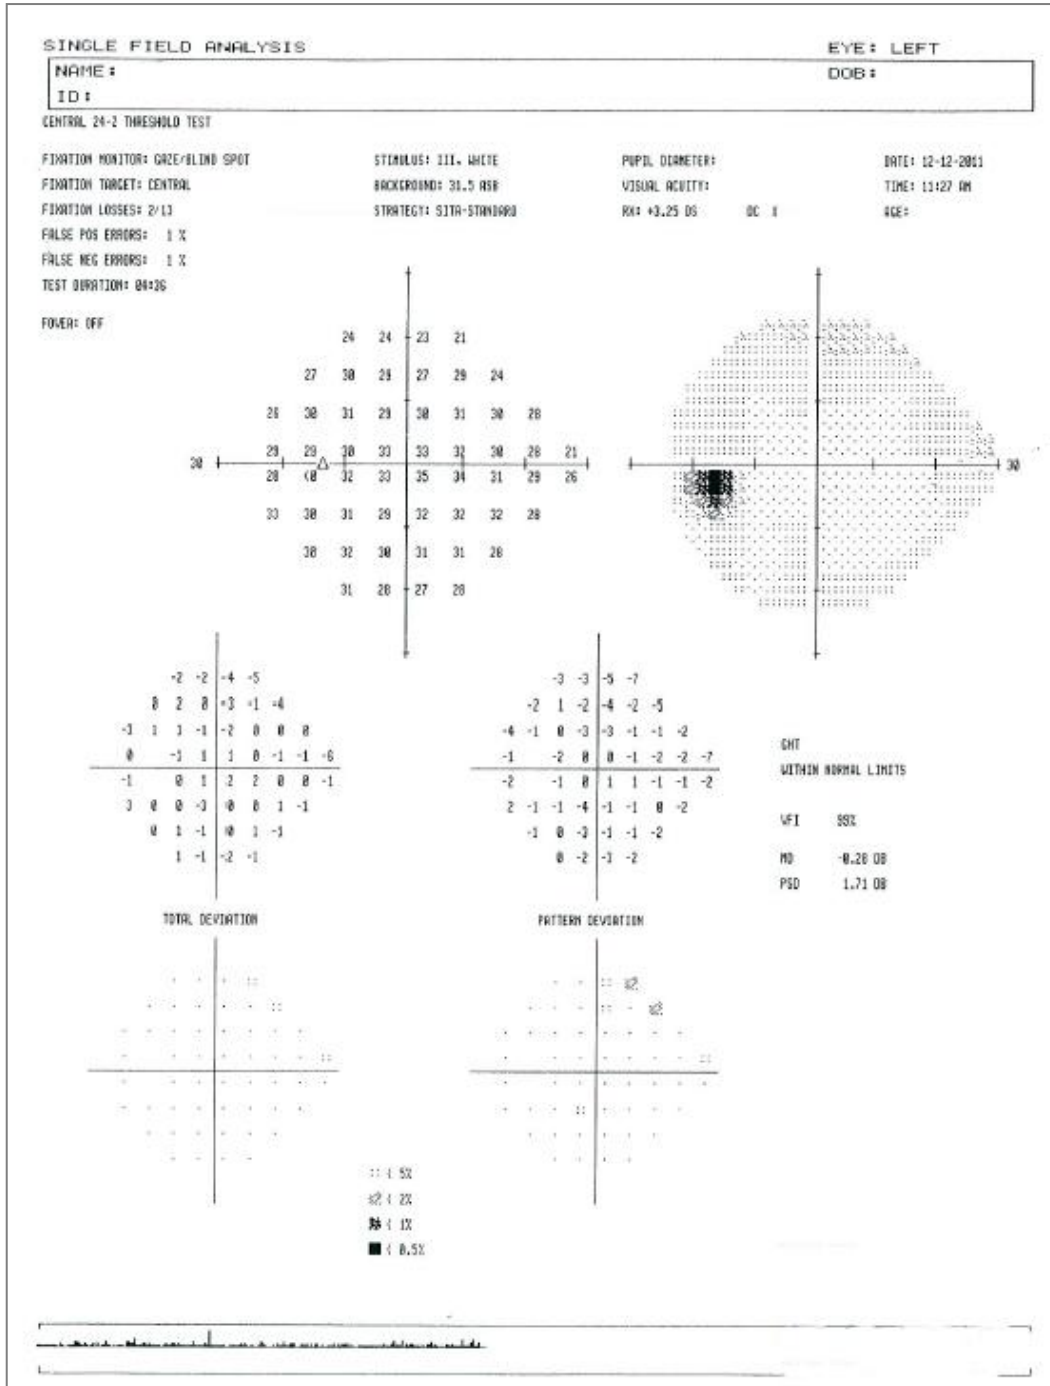 SINGLE FIELD ANALYSIS EYE: LEFT
NAME: DOB:
ID:
CENTRAL 24-2 THRESHOLD TEST
FIXATION MONITOR: GAZE/BLIND SPOT STIMULUS: III, WHITE PUPIL DIAMETER: DATE: 12-12-2011
FIXATION TARGET: CENTRAL BACKGROUND: 31.5 ASB VISUAL ACUITY: TIME: 11:27 AM
FIXATION LOSSES: 2/13 STRATEGY: SITA-STANDARD RX: +3.25 DS DC X AGE:
FALSE POS ERRORS: 1 %
FALSE NEG ERRORS: 1 %
TEST DURATION: 04:36
FOVEA: OFF
24 24 23 21
27 30 29 27 29 24
26 30 31 29 30 31 30 28
29 29 30 33 33 32 30 28 21
30 30
28 <0 32 33 35 34 31 29 26
33 30 31 29 32 32 32 28
30 32 30 31 31 28
31 28 27 28
-2 -2 -4 -5
0 2 0 -3 -1 -4
-3 1 1 -1 -2 0 0 0
0 -1 1 1 0 -1 -1 -6
-1 0 1 2 2 0 0 -1
3 0 0 -3 0 0 1 -1
0 1 -1 0 1 -1
1 -1 -2 -1
-3 -3 -5 -7
-2 1 -2 -4 -2 -5
-4 -1 0 -3 -3 -1 -1 -2
-1 -2 0 0 -1 -2 -2 -7
-2 -1 0 1 1 -1 -1 -2
2 -1 -1 -4 -1 -1 0 -2
-1 0 -3 -1 -1 -2
0 -2 -3 -2
GHT
WITHIN NORMAL LIMITS
VFI 99%
MD -0.28 DB
PSD 1.71 DB
TOTAL DEVIATION PATTERN DEVIATION
< 5%
< 2%
< 1%
< 0.5%